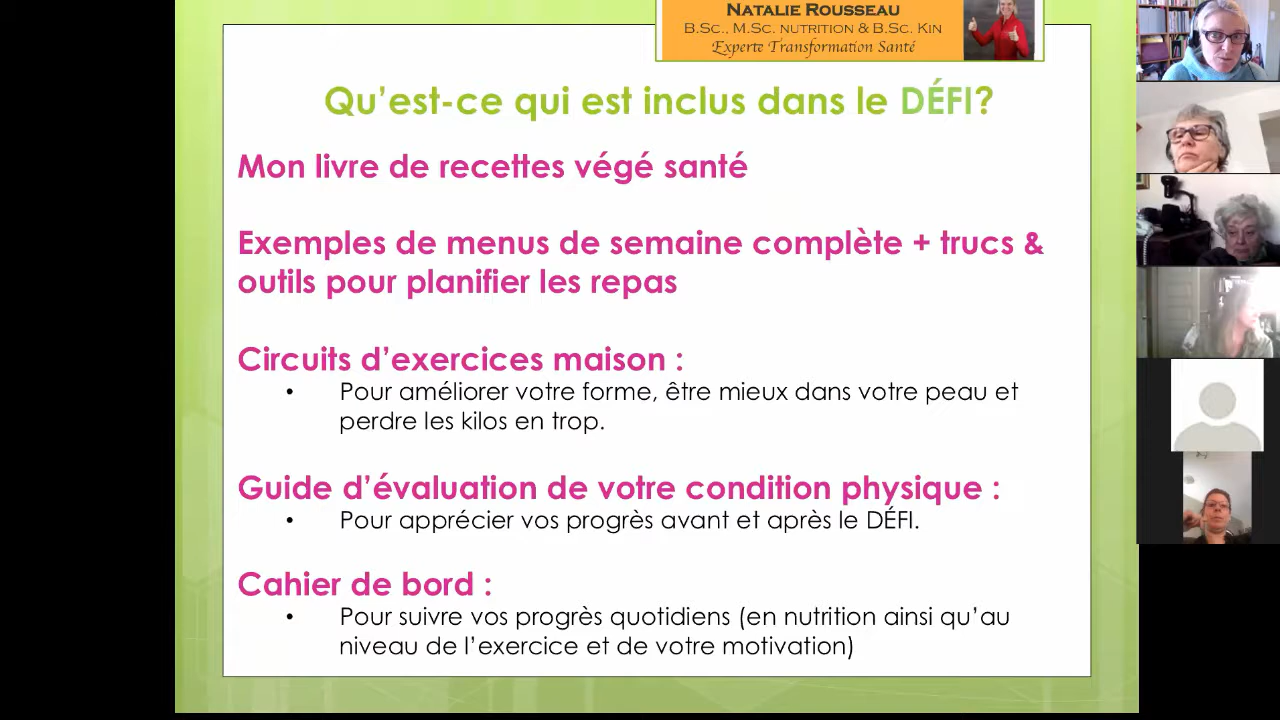 NATALIE ROUSSEAU
B.SC., M.SC. NUTRITION & B.SC. KIN
Experte Transformation Santé
Qu’est-ce qui est inclus dans le DÉFI?
Mon livre de recettes végé santé
Exemples de menus de semaine complète + trucs &
outils pour planifier les repas
Circuits d’exercices maison :
• Pour améliorer votre forme, être mieux dans votre peau et
perdre les kilos en trop.
Guide d’évaluation de votre condition physique :
• Pour apprécier vos progrès avant et après le DÉFI.
Cahier de bord :
• Pour suivre vos progrès quotidiens (en nutrition ainsi qu’au
niveau de l’exercice et de votre motivation)